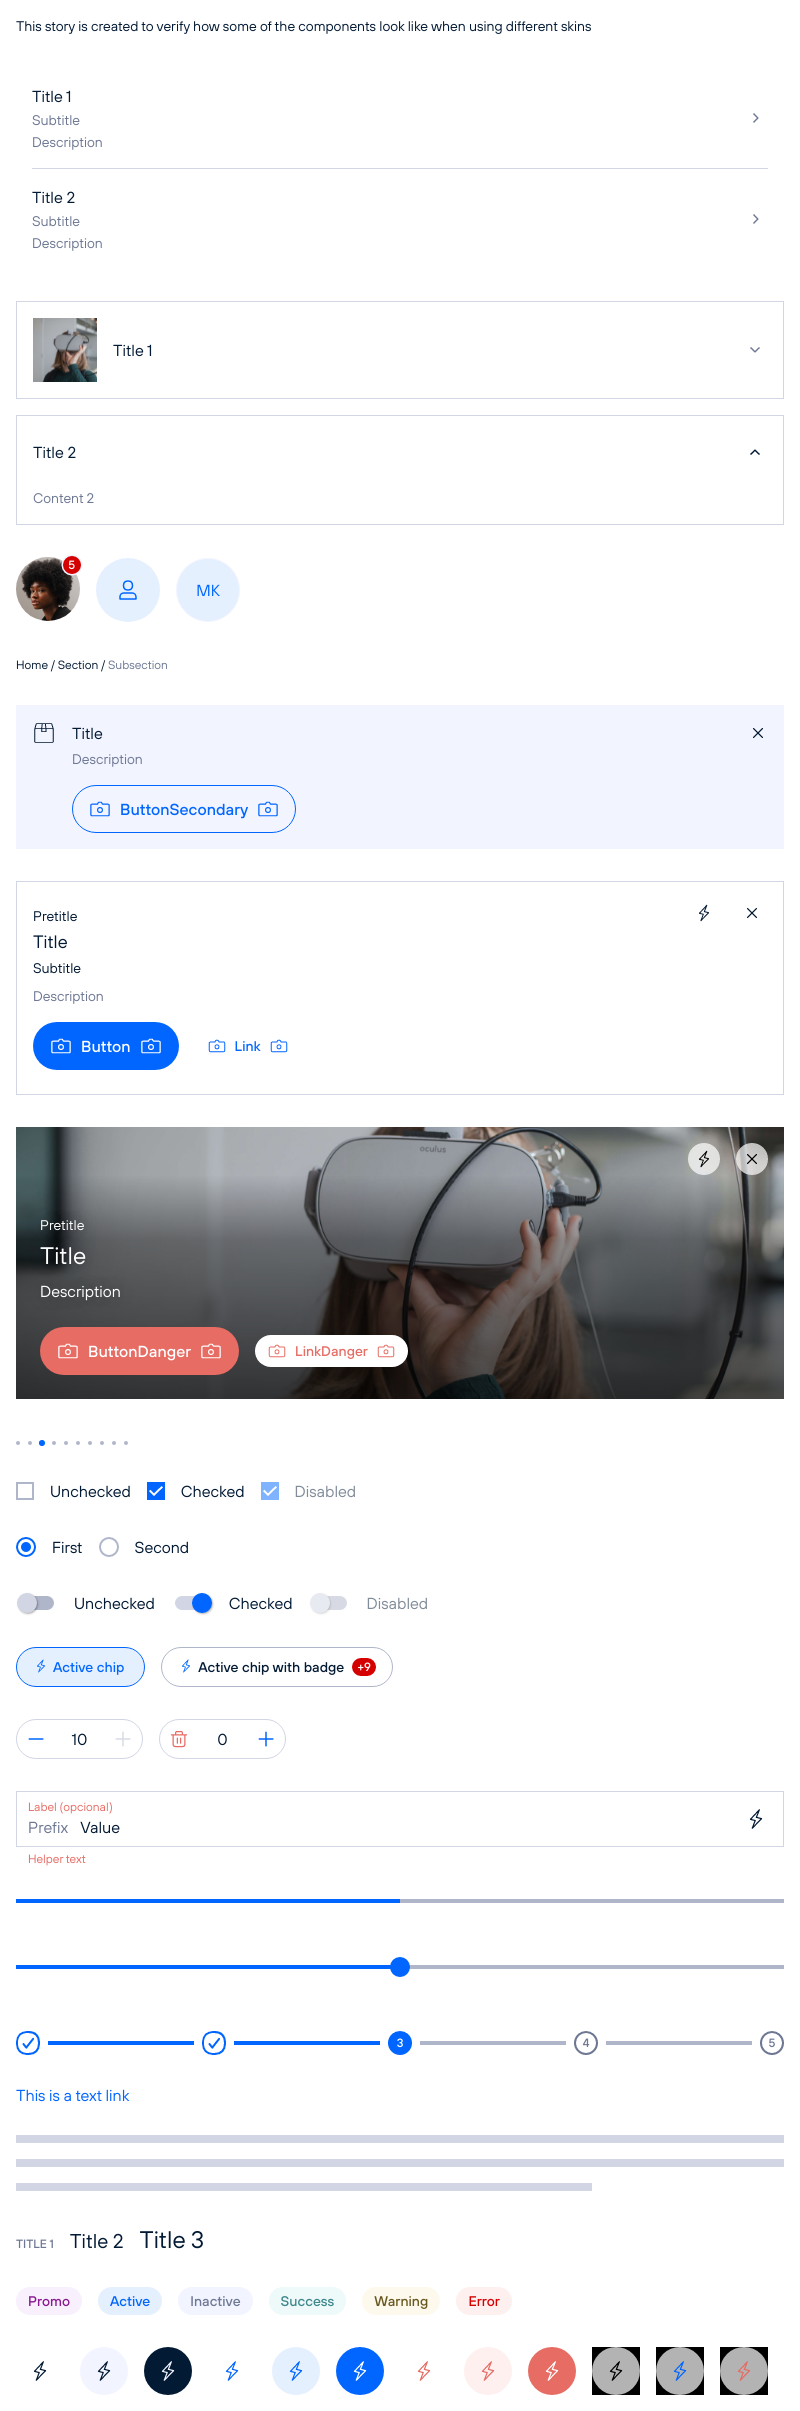 This story is created to verify how some of the components look like when using different skins
Title 1
Subtitle
Description
Title 2
Subtitle
Description
Title 1
Title 2
Content 2
5
MK
Home / Section / Subsection
Title
Description
ButtonSecondary
Pretitle
Title
Subtitle
Description
Button Link
oculus
Pretitle
Title
Description
ButtonDanger LinkDanger
Unchecked Checked Disabled
First Second
Unchecked Checked Disabled
Active chip Active chip with badge +9
10 0
Label (opcional)
Prefix Value
Helper text
3 4 5
This is a text link
TITLE 1 Title 2 Title 3
Promo Active Inactive Success Warning Error